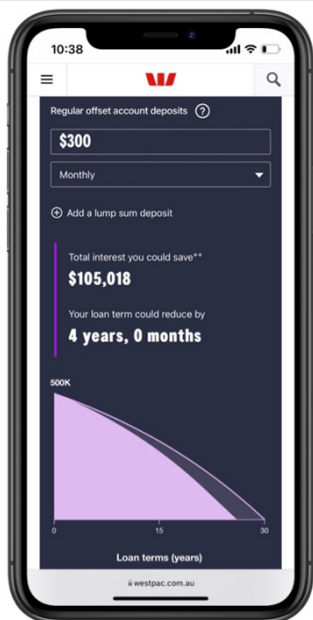 10:38
Regular offset account deposits ?
$300
Monthly
Add a lump sum deposit
Total interest you could save++
$105,018
Your loan term could reduce by
4 years, 0 months
500K
0 15 30
Loan terms (years)
westpac.com.au